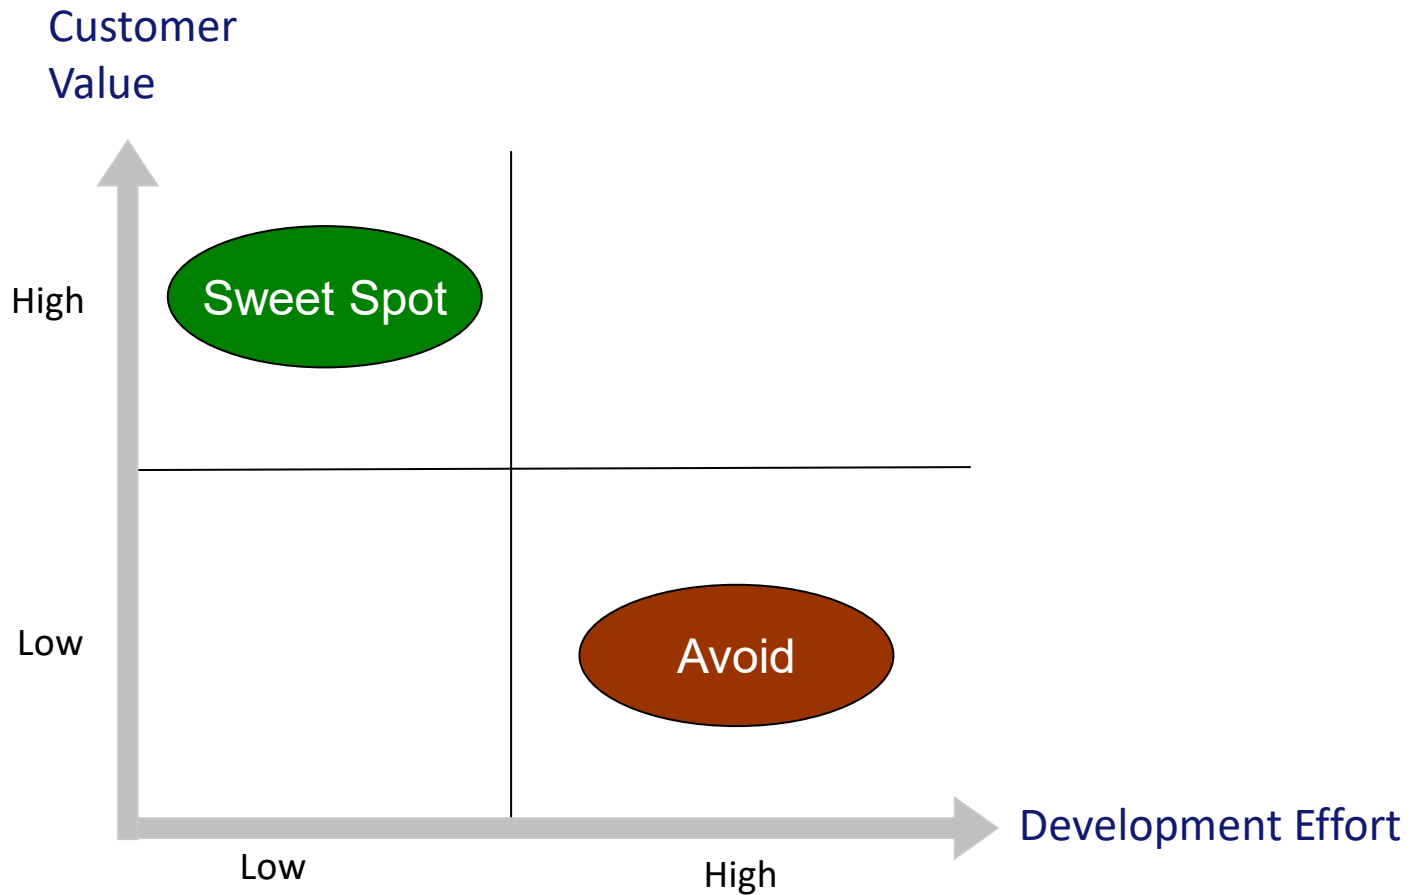 Customer
Value
High
Sweet Spot
Low
Avoid
Development Effort
Low
High